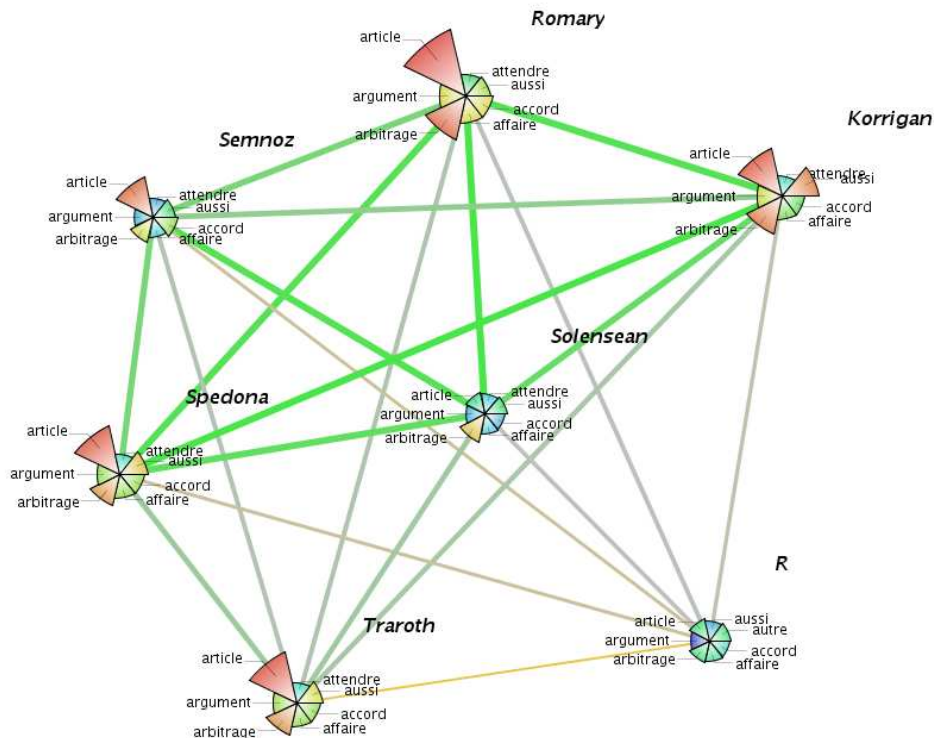 Romary
article
attendre
aussi
argument
accord
affaire
arbitrage
Korrigan
article
attendre
aussi
argument
accord
affaire
arbitrage
Semnoz
article
attendre
aussi
argument
accord
affaire
arbitrage
Solensean
article
attendre
aussi
argument
accord
affaire
arbitrage
Spedona
article
attendre
aussi
argument
accord
affaire
arbitrage
R
article
aussi
autre
argument
accord
affaire
arbitrage
Traroth
article
attendre
aussi
argument
accord
affaire
arbitrage